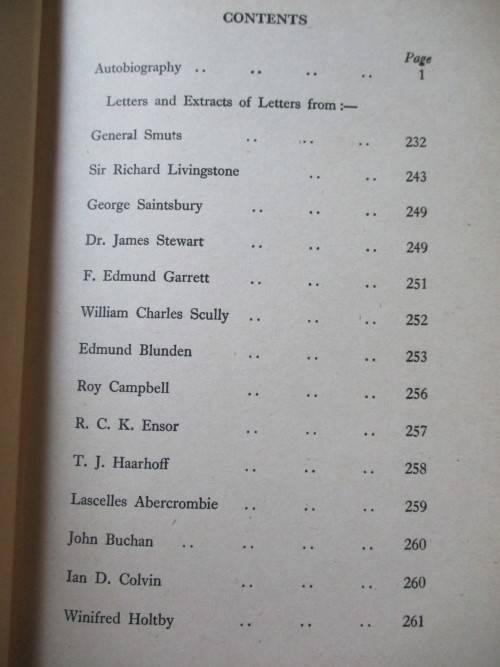 CONTENTS
Page
Autobiography .. .. .. .. 1
Letters and Extracts of Letters from :—
General Smuts .. .. .. 232
Sir Richard Livingstone .. .. 243
George Saintsbury .. .. .. 249
Dr. James Stewart .. .. .. 249
F. Edmund Garrett .. .. .. 251
William Charles Scully .. .. .. 252
Edmund Blunden .. .. .. 253
Roy Campbell .. .. .. 256
R. C. K. Ensor .. .. .. 257
T. J. Haarhoff .. .. .. 258
Lascelles Abercrombie .. .. .. 259
John Buchan .. .. .. .. 260
Ian D. Colvin .. .. .. 260
Winifred Holtby .. .. .. 261